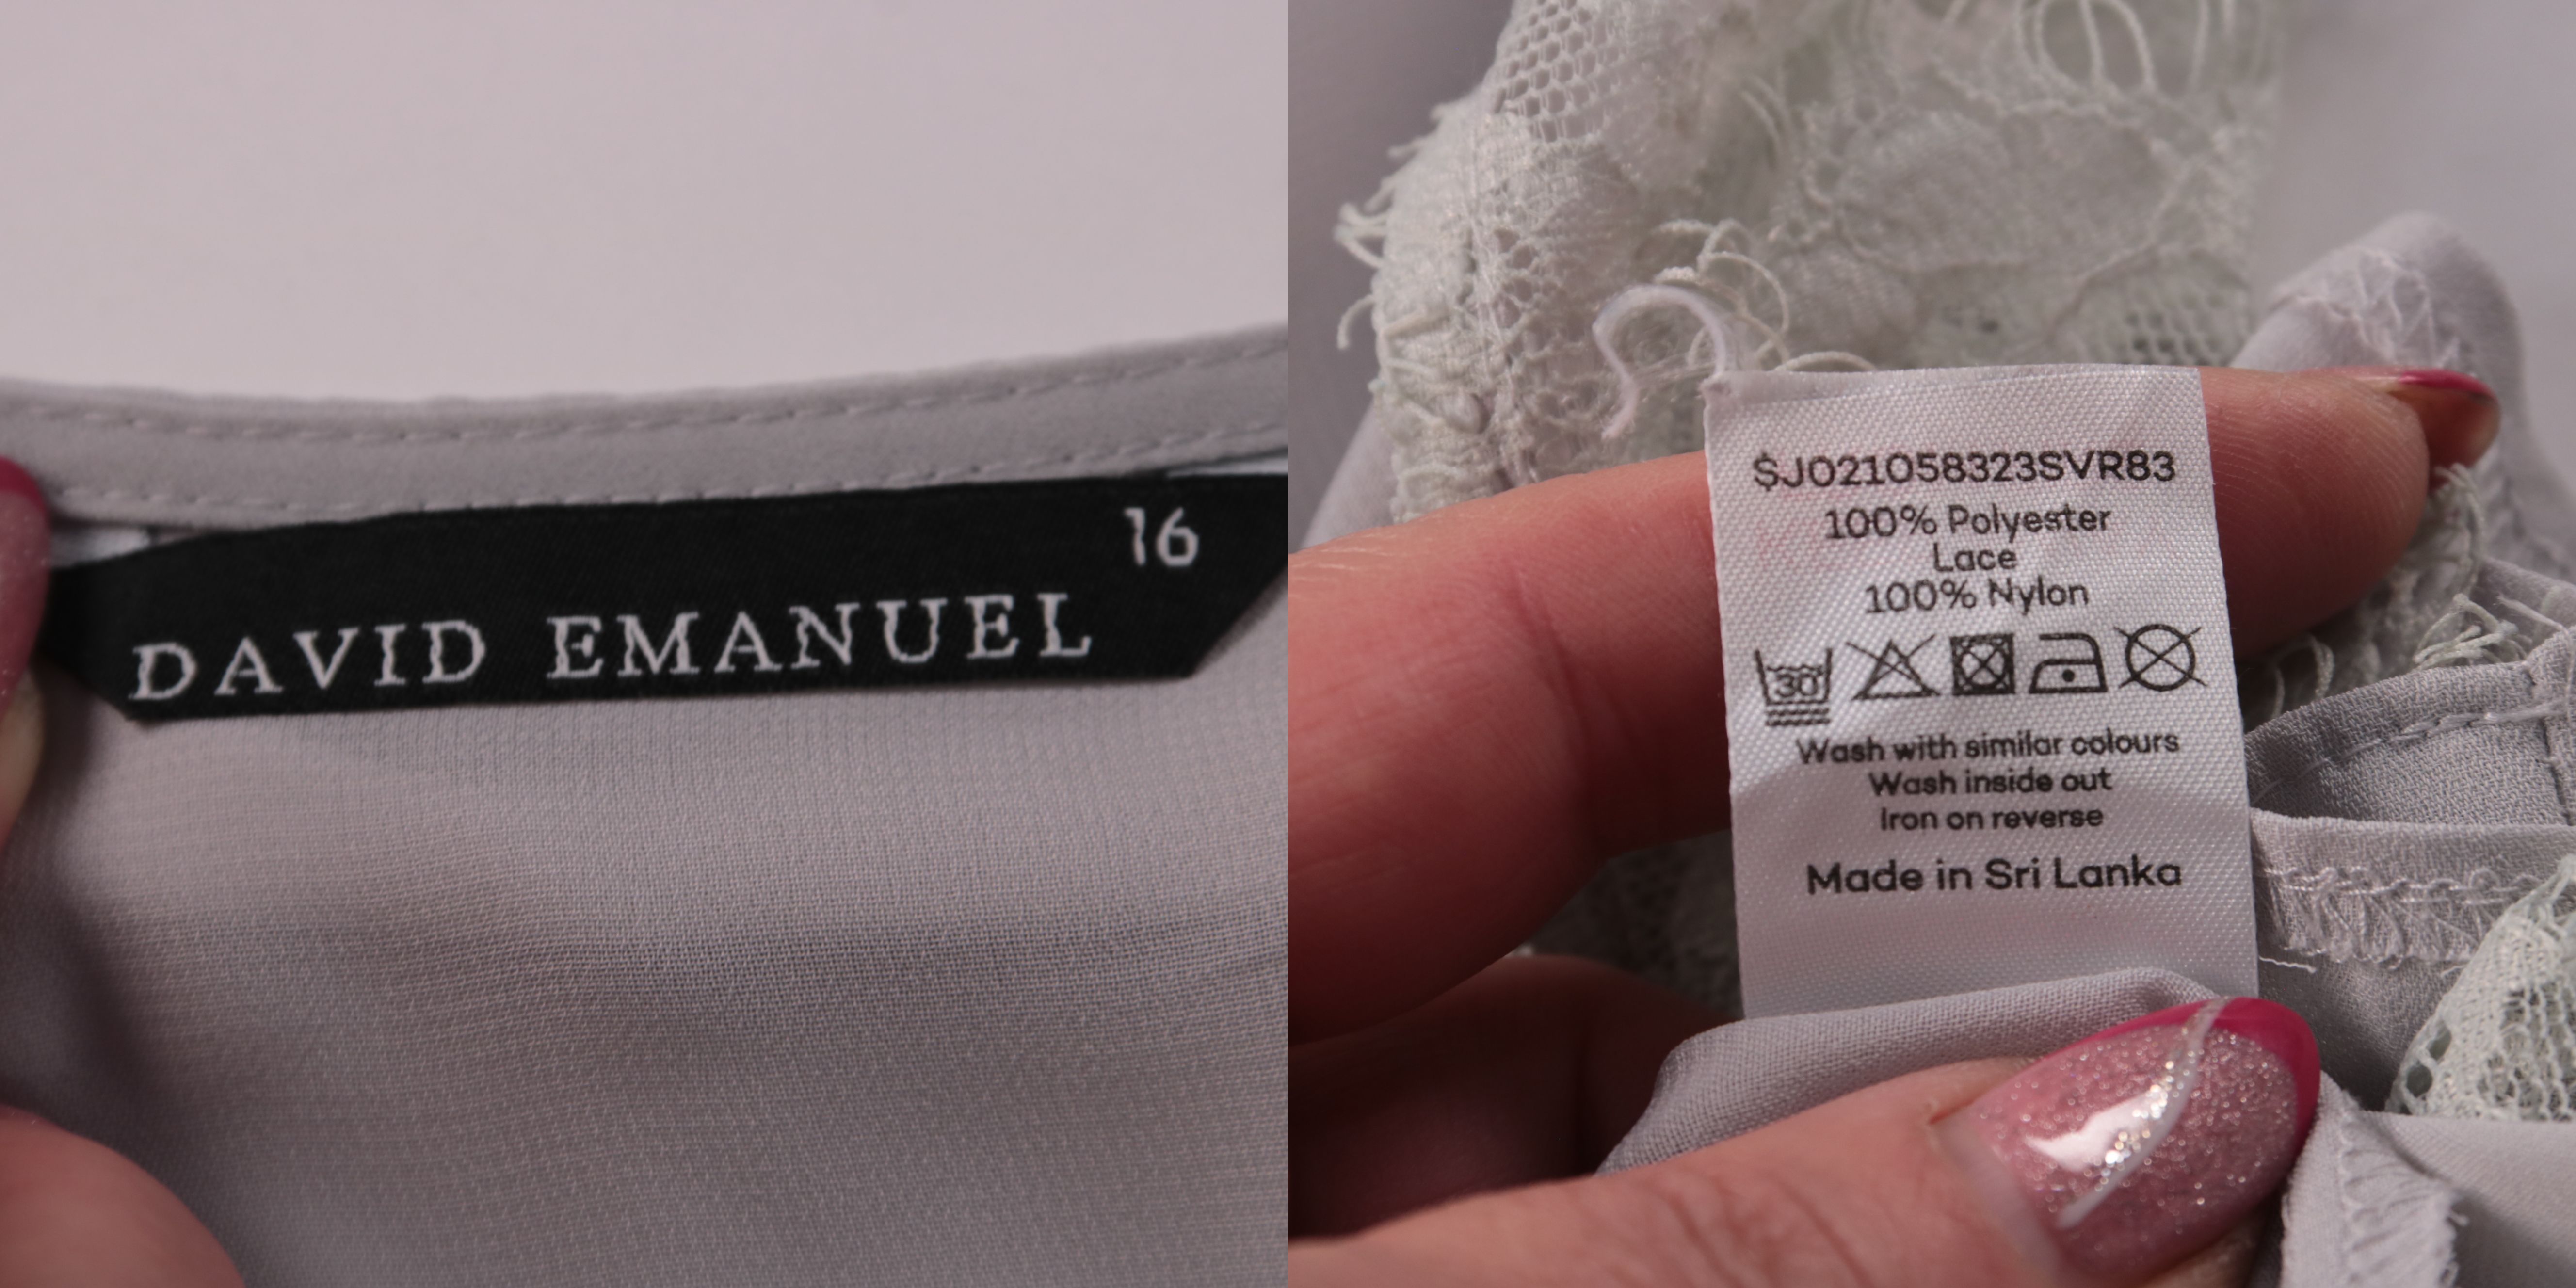 16
DAVID EMANUEL
$J021058323SVR83
100% Polyester
Lace
100% Nylon
30
Wash with similar colours
Wash inside out
Iron on reverse
Made in Sri Lanka